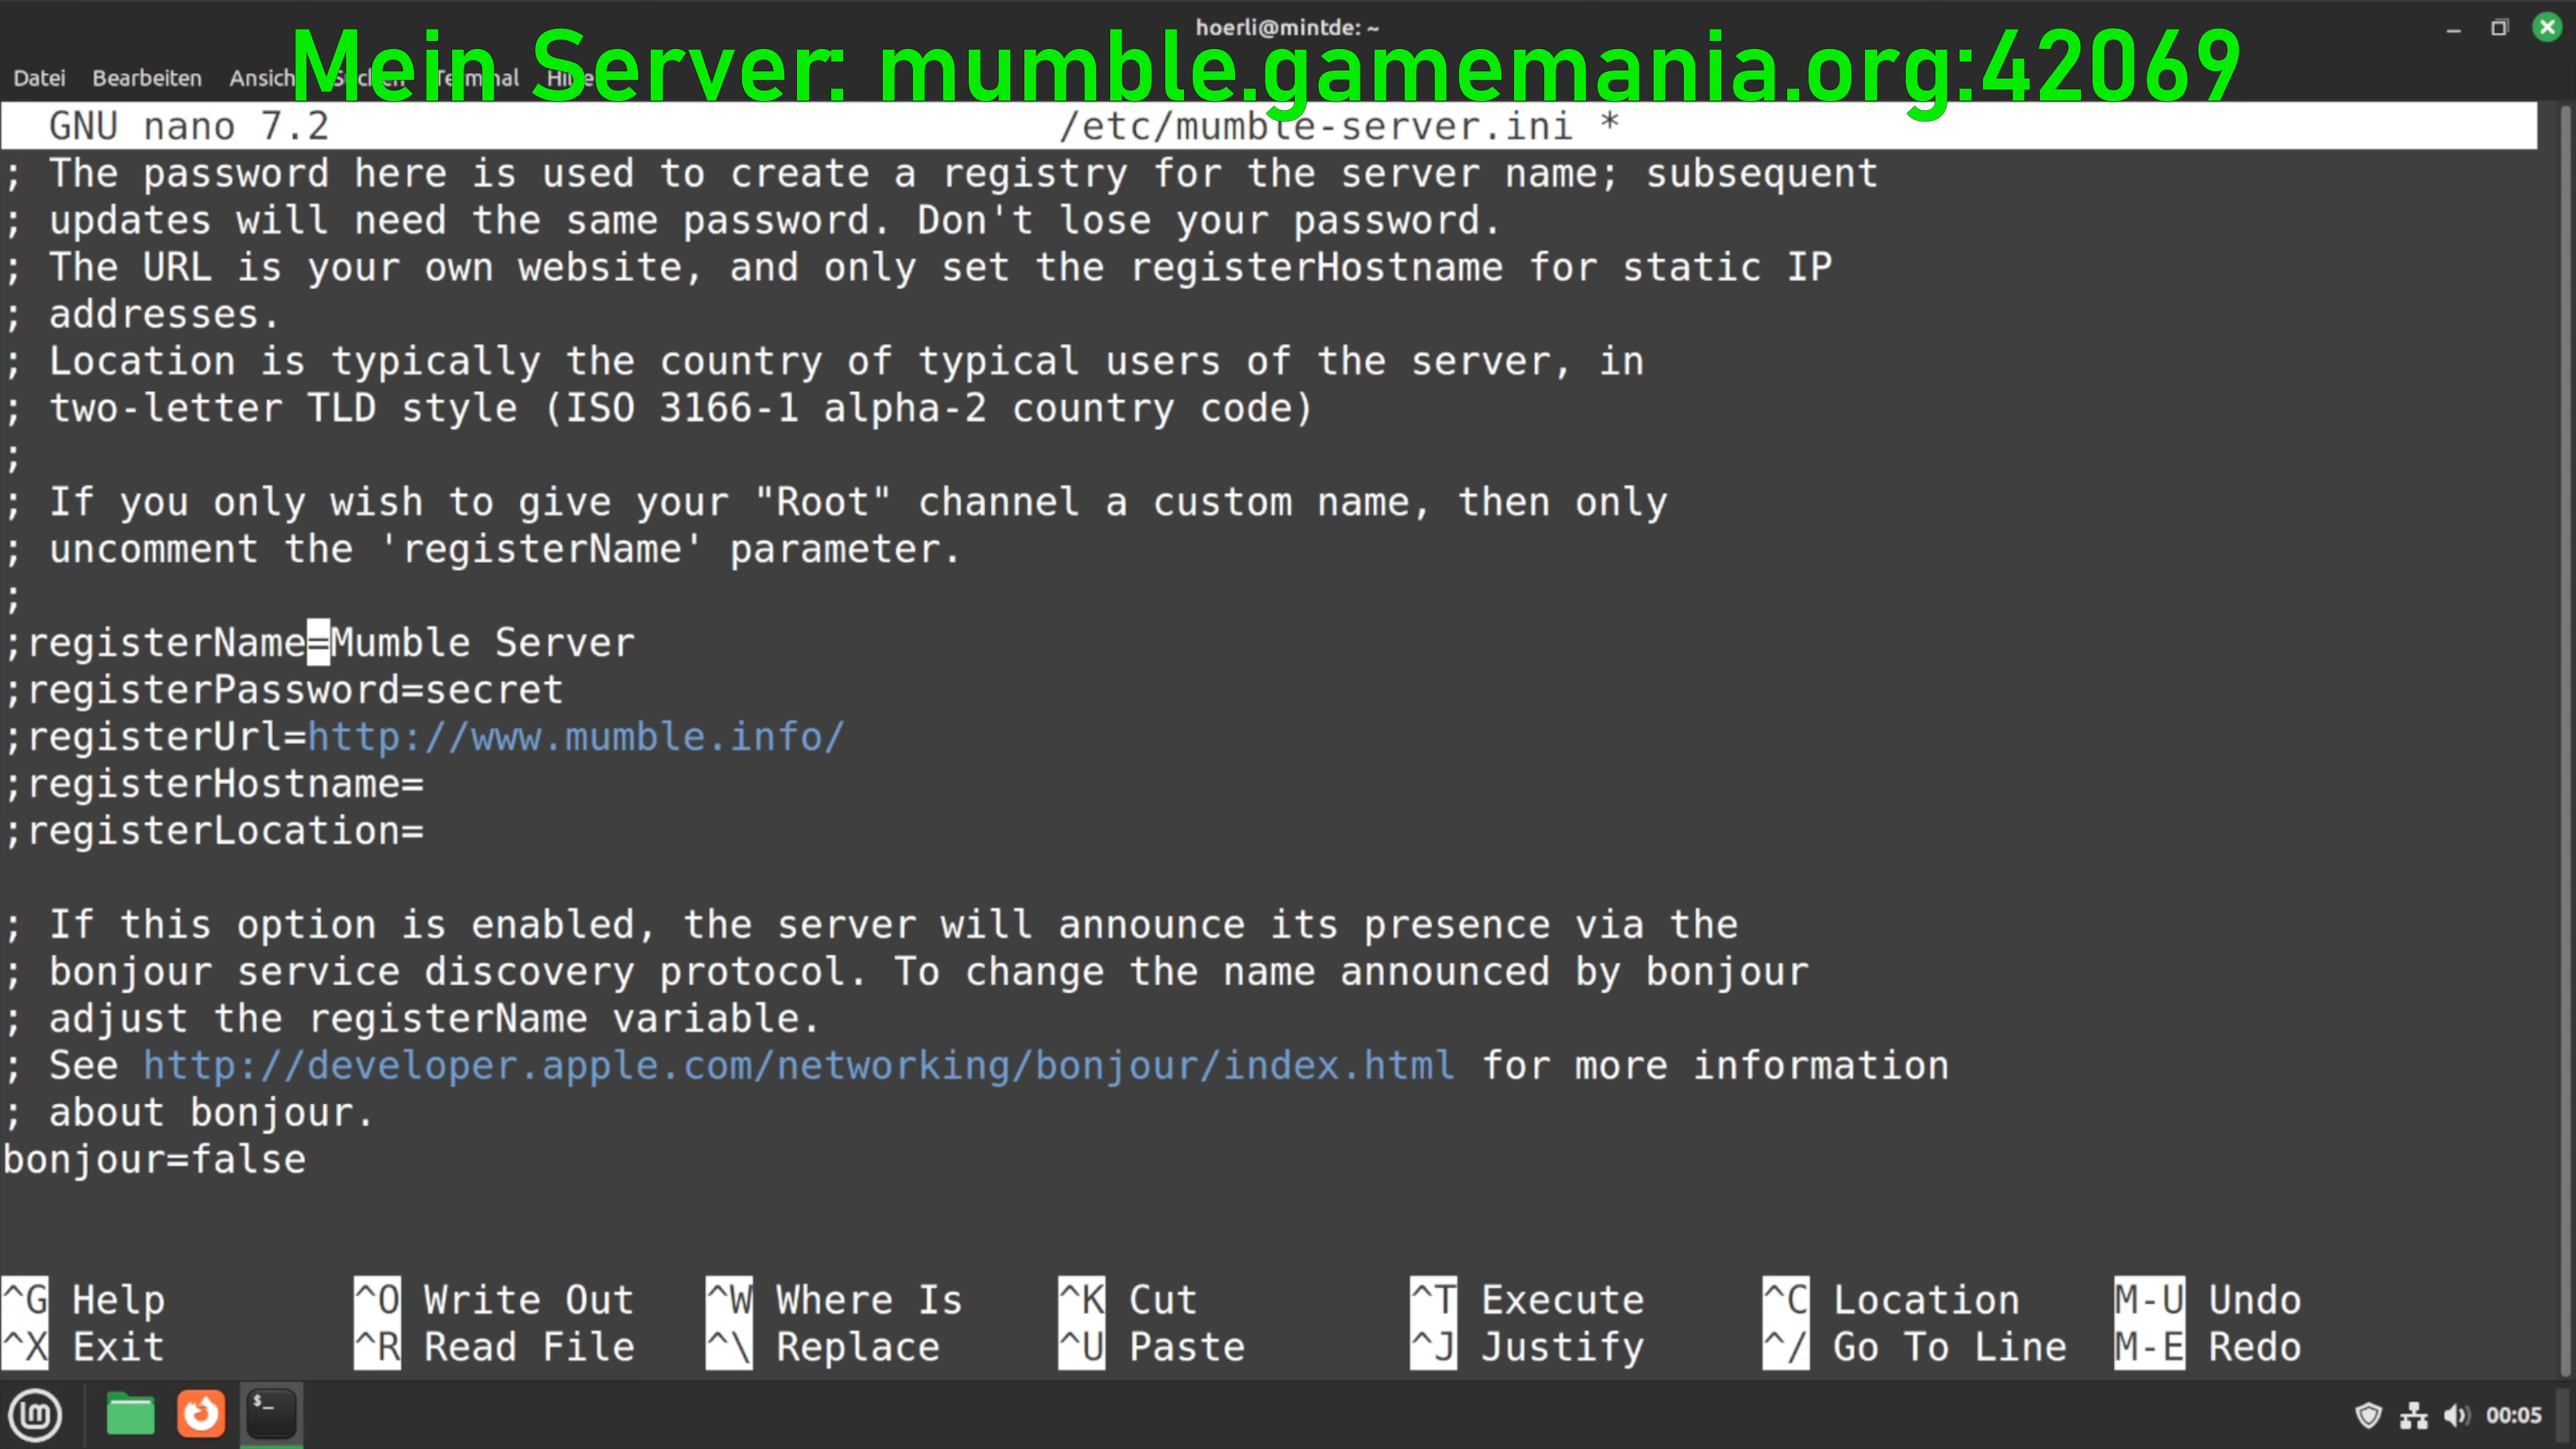 hoerli@mintde: ~
Mein Server: mumble.gamemania.org:42069
Datei Bearbeiten Ansicht Suchen Terminal Hilfe
GNU nano 7.2 /etc/mumble-server.ini *
; The password here is used to create a registry for the server name; subsequent
; updates will need the same password. Don't lose your password.
; The URL is your own website, and only set the registerHostname for static IP
; addresses.
; Location is typically the country of typical users of the server, in
; two-letter TLD style (ISO 3166-1 alpha-2 country code)
;
; If you only wish to give your "Root" channel a custom name, then only
; uncomment the 'registerName' parameter.
;
;registerName=Mumble Server
;registerPassword=secret
;registerUrl=http://www.mumble.info/
;registerHostname=
;registerLocation=
; If this option is enabled, the server will announce its presence via the
; bonjour service discovery protocol. To change the name announced by bonjour
; adjust the registerName variable.
; See http://developer.apple.com/networking/bonjour/index.html for more information
; about bonjour.
bonjour=false
^G Help ^O Write Out ^W Where Is ^K Cut ^T Execute ^C Location M-U Undo
^X Exit ^R Read File ^\ Replace ^U Paste ^J Justify ^/ Go To Line M-E Redo
$_
00:05